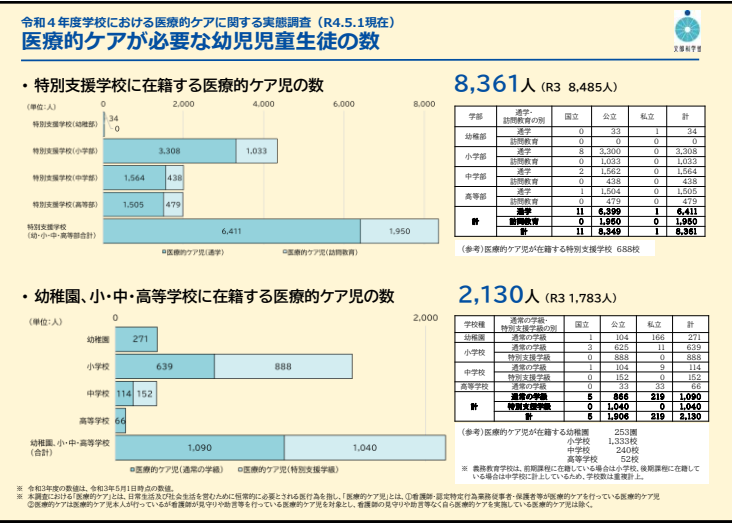 令和４年度学校における医療的ケアに関する実態調査（R4.5.1現在）
医療的ケアが必要な幼児児童生徒の数
文部科学省
・特別支援学校に在籍する医療的ケア児の数
8,361人（R3 8,485人）
（単位：人） 0 2,000 4,000 6,000 8,000
特別支援学校(幼稚部) 34 0
特別支援学校(小学部) 3,308 1,033
特別支援学校(中学部) 1,564 438
特別支援学校(高等部) 1,505 479
特別支援学校
(幼・小・中・高等部合計) 6,411 1,950
医療的ケア児（通学） 医療的ケア児（訪問教育）
学部 通学・訪問教育の別 国立 公立 私立 計
幼稚部 通学 0 33 1 34
訪問教育 0 0 0 0
小学部 通学 8 3,300 0 3,308
訪問教育 0 1,033 0 1,033
中学部 通学 2 1,562 0 1,564
訪問教育 0 438 0 438
高等部 通学 1 1,504 0 1,505
訪問教育 0 479 0 479
計 通学 11 6,399 1 6,411
訪問教育 0 1,950 0 1,950
計 11 8,349 1 8,361
（参考）医療的ケア児が在籍する特別支援学校 688校
・幼稚園、小・中・高等学校に在籍する医療的ケア児の数
2,130人（R3 1,783人）
（単位：人） 0 2,000
幼稚園 271
小学校 639 888
中学校 114 152
高等学校 66
幼稚園、小・中・高等学校
（合計） 1,090 1,040
医療的ケア児（通常の学級） 医療的ケア児（特別支援学級）
学校種 通常の学級・特別支援学級の別 国立 公立 私立 計
幼稚園 通常の学級 1 104 166 271
小学校 通常の学級 3 625 11 639
特別支援学級 0 888 0 888
中学校 通常の学級 1 104 9 114
特別支援学級 0 152 0 152
高等学校 通常の学級 0 33 33 66
計 通常の学級 5 866 219 1,090
特別支援学級 0 1,040 0 1,040
計 5 1,906 219 2,130
（参考）医療的ケア児が在籍する幼稚園 253園
小学校 1,333校
中学校 240校
高等学校 52校
※ 義務教育学校は、前期課程に在籍している場合は小学校、後期課程に在籍して
いる場合は中学校に計上しているため、学校数は重複計上。
※ 令和3年度の数値は、令和3年5月1日時点の数値。
※ 本調査における「医療的ケア」とは、日常生活及び社会生活を営むために恒常的に必要とされる医行為を指し、「医療的ケア児」とは、①看護師・認定特定行為業務従事者・保護者等が医療的ケアを行っている医療的ケア児
②医療的ケアは医療的ケア児本人が行っているが看護師が見守りや助言等を行っている医療的ケア児を対象とし、看護師の見守りや助言等なく自ら医療的ケアを実施している医療的ケア児は除く。